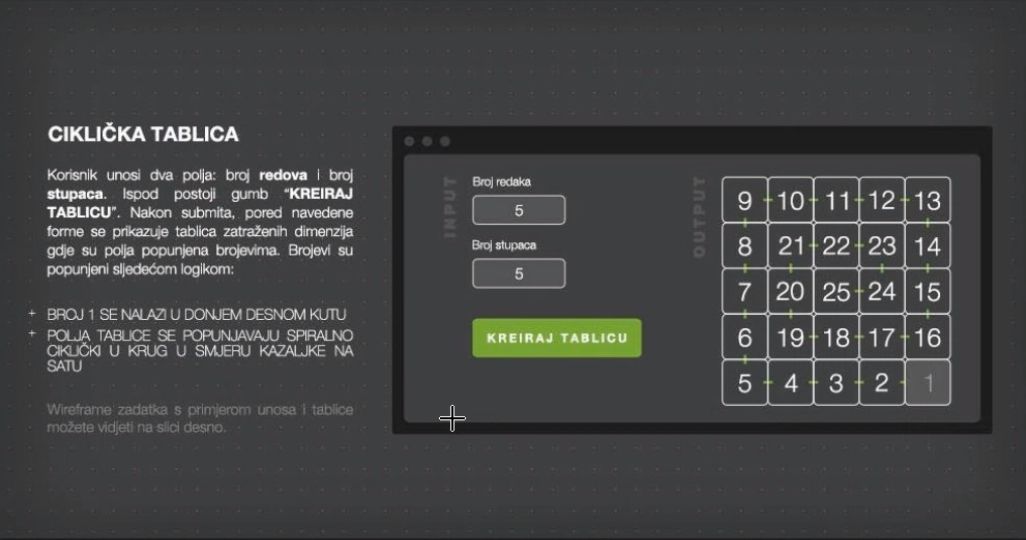 CIKLIČKA TABLICA
Korisnik unosi dva polja: broj redova i broj
stupaca. Ispod postoji gumb “KREIRAJ
TABLICU”. Nakon submita, pored navedene
forme se prikazuje tablica zatraženih dimenzija
gdje su polja popunjena brojevima. Brojevi su
popunjeni sljedećom logikom:
+ BROJ 1 SE NALAZI U DONJEM DESNOM KUTU
+ POLJA TABLICE SE POPUNJAVAJU SPIRALNO
CIKLIČKI U KRUG U SMJERU KAZALJKE NA
SATU
Wireframe zadatka s primjerom unosa i tablice
možete vidjeti na slici desno.
INPUT
Broj redaka
5
Broj stupaca
5
KREIRAJ TABLICU
OUTPUT
9 10 11 12 13
8 21 22 23 14
7 20 25 24 15
6 19 18 17 16
5 4 3 2 1